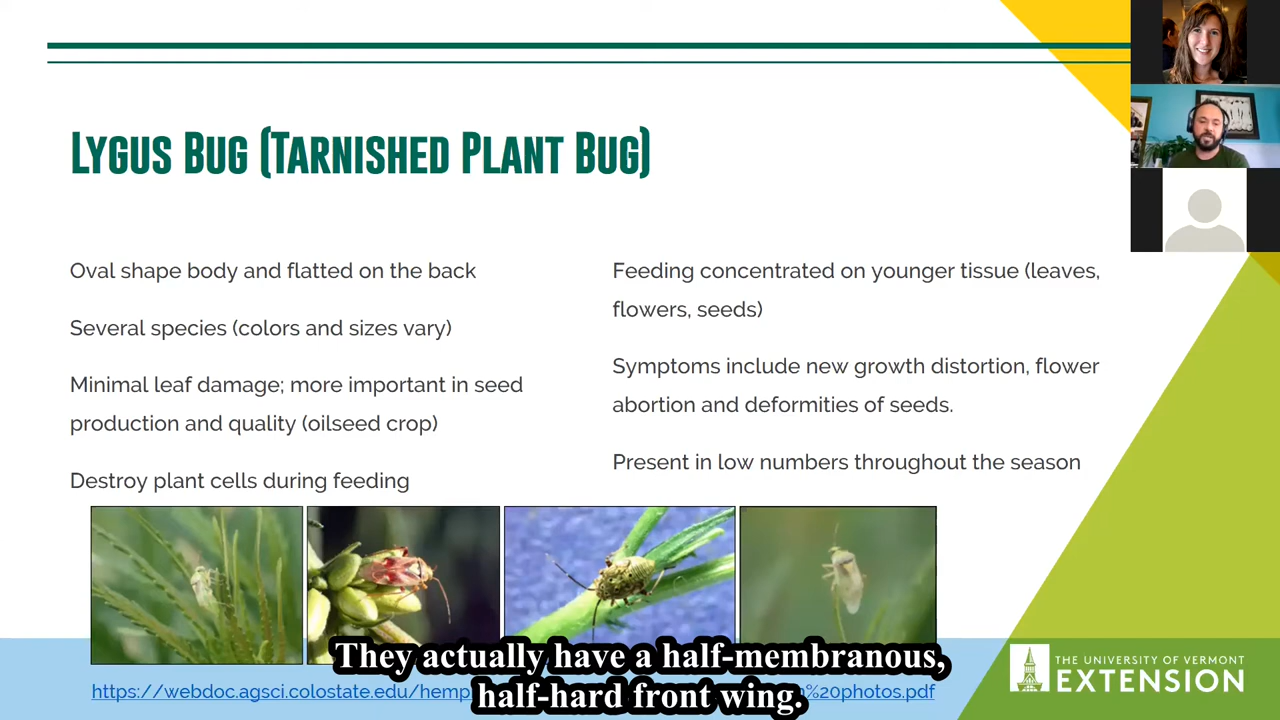 Lygus Bug (Tarnished Plant Bug)
Oval shape body and flatted on the back
Several species (colors and sizes vary)
Minimal leaf damage; more important in seed
production and quality (oilseed crop)
Destroy plant cells during feeding
Feeding concentrated on younger tissue (leaves,
flowers, seeds)
Symptoms include new growth distortion, flower
abortion and deformities of seeds.
Present in low numbers throughout the season
They actually have a half-membranous,
half-hard front wing.
https://webdoc.agsci.colostate.edu/hemp
%20photos.pdf
THE UNIVERSITY OF VERMONT
EXTENSION